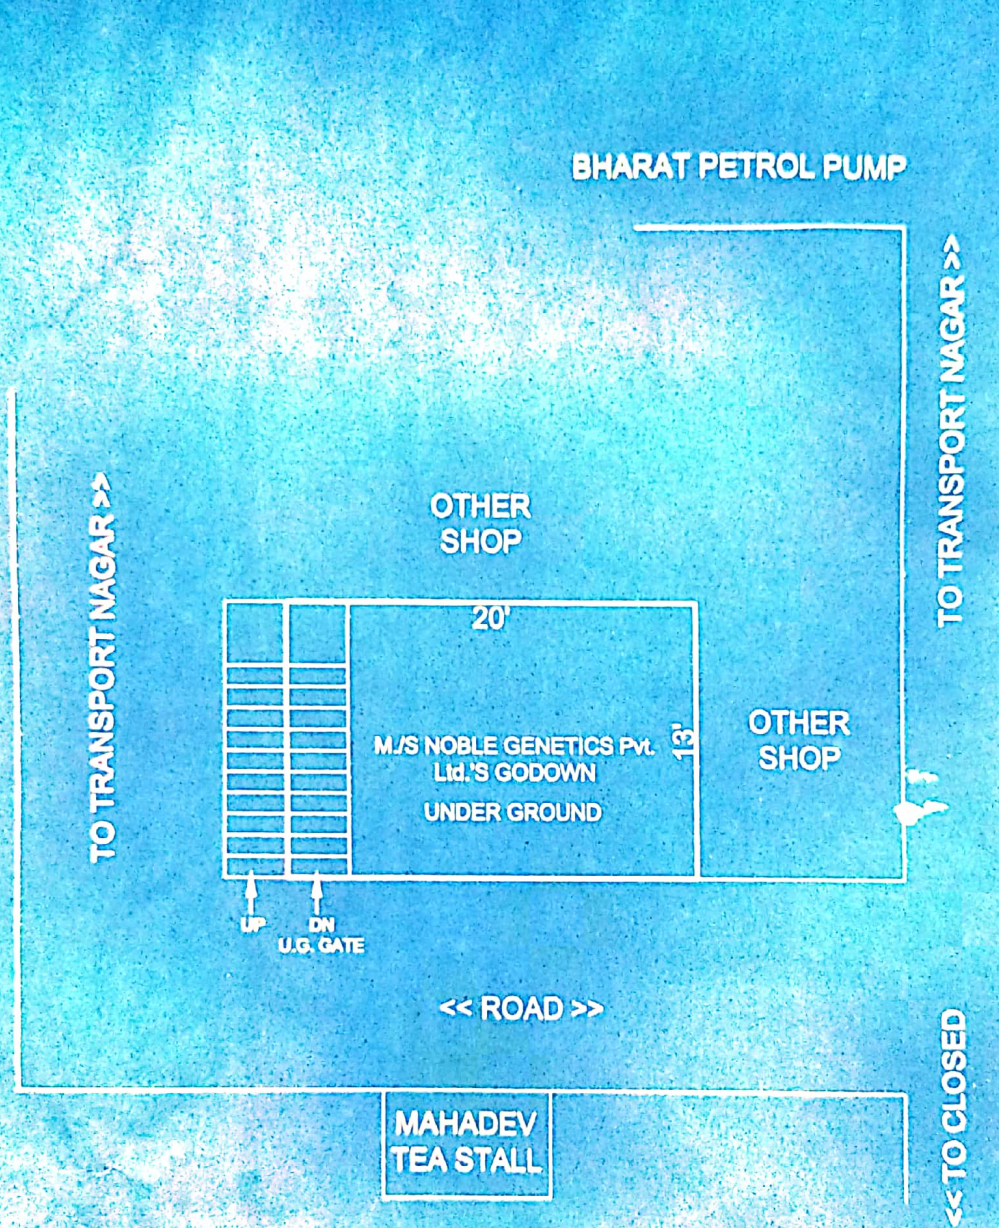 BHARAT PETROL PUMP
TO TRANSPORT NAGAR >>
TO TRANSPORT NAGAR >>
OTHER
SHOP
20'
13'
M./S NOBLE GENETICS Pvt.
Ltd.'S GODOWN
UNDER GROUND
OTHER
SHOP
UP
DN
U.G. GATE
<< ROAD >>
MAHADEV
TEA STALL
<< TO CLOSED